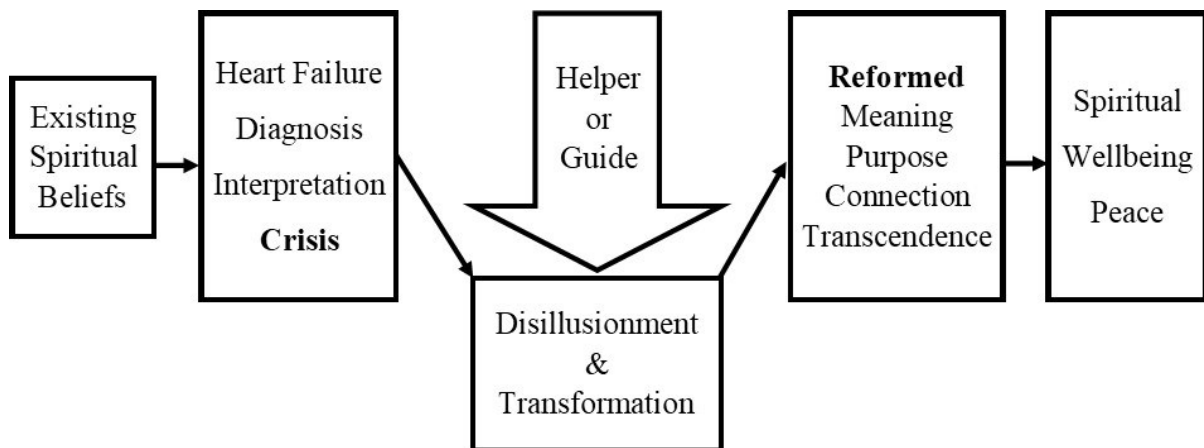 Existing
Spiritual
Beliefs
Heart Failure
Diagnosis
Interpretation
Crisis
Helper
or
Guide
Disillusionment
&
Transformation
Reformed
Meaning
Purpose
Connection
Transcendence
Spiritual
Wellbeing
Peace